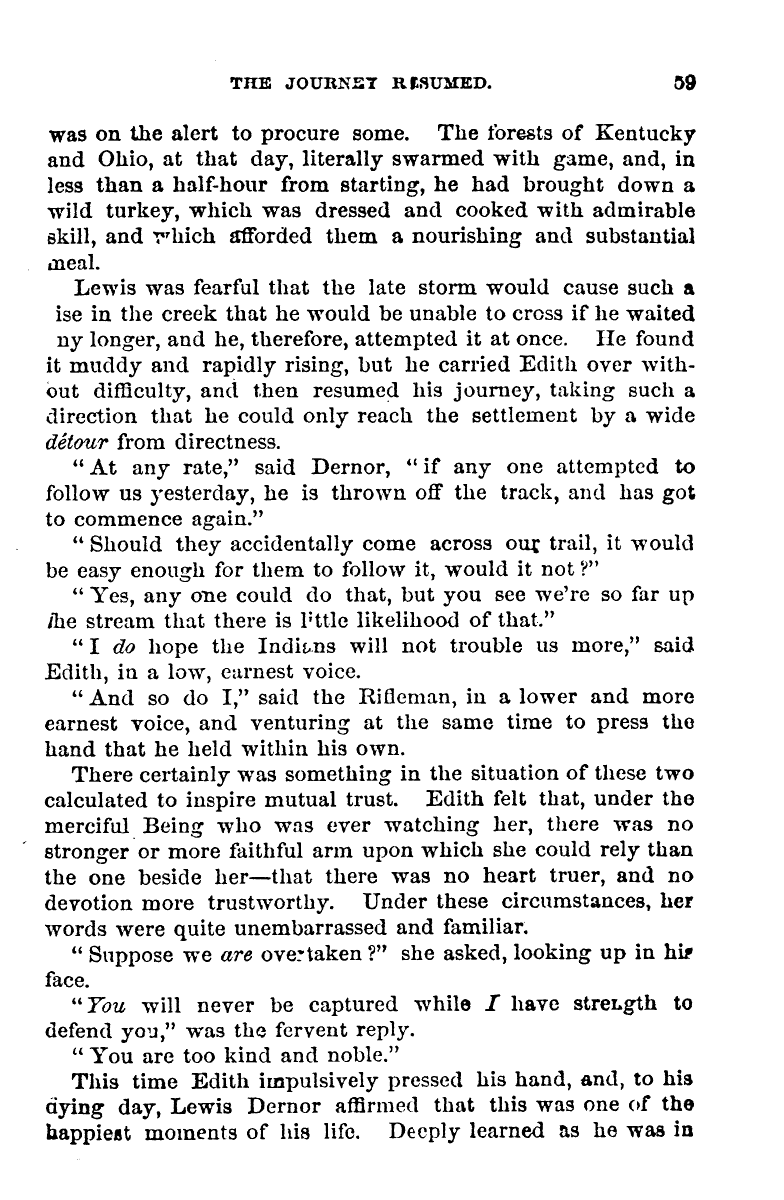 THE JOURNEY RESUMED. 59
was on the alert to procure some. The forests of Kentucky
and Ohio, at that day, literally swarmed with game, and, in
less than a half-hour from starting, he had brought down a
wild turkey, which was dressed and cooked with admirable
skill, and which afforded them a nourishing and substantial
meal.
Lewis was fearful that the late storm would cause such a
ise in the creek that he would be unable to cross if he waited
ny longer, and he, therefore, attempted it at once. He found
it muddy and rapidly rising, but he carried Edith over with-
out difficulty, and then resumed his journey, taking such a
direction that he could only reach the settlement by a wide
détour from directness.
"At any rate," said Dernor, "if any one attempted to
follow us yesterday, he is thrown off the track, and has got
to commence again."
"Should they accidentally come across our trail, it would
be easy enough for them to follow it, would it not?"
"Yes, any one could do that, but you see we're so far up
the stream that there is little likelihood of that."
"I do hope the Indians will not trouble us more," said
Edith, in a low, earnest voice.
"And so do I," said the Rifleman, in a lower and more
earnest voice, and venturing at the same time to press the
hand that he held within his own.
There certainly was something in the situation of these two
calculated to inspire mutual trust. Edith felt that, under the
merciful Being who was ever watching her, there was no
stronger or more faithful arm upon which she could rely than
the one beside her—that there was no heart truer, and no
devotion more trustworthy. Under these circumstances, her
words were quite unembarrassed and familiar.
"Suppose we are overtaken?" she asked, looking up in his
face.
"You will never be captured while I have strength to
defend you," was the fervent reply.
"You are too kind and noble."
This time Edith impulsively pressed his hand, and, to his
dying day, Lewis Dernor affirmed that this was one of the
happiest moments of his life. Deeply learned as he was in